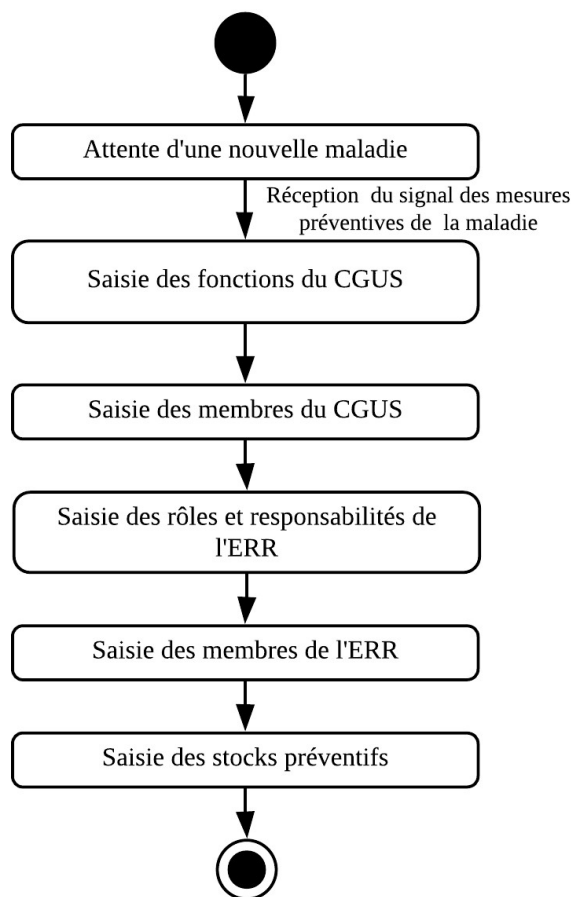 Attente d'une nouvelle maladie
Réception du signal des mesures
préventives de la maladie
Saisie des fonctions du CGUS
Saisie des membres du CGUS
Saisie des rôles et responsabilités de
l'ERR
Saisie des membres de l'ERR
Saisie des stocks préventifs